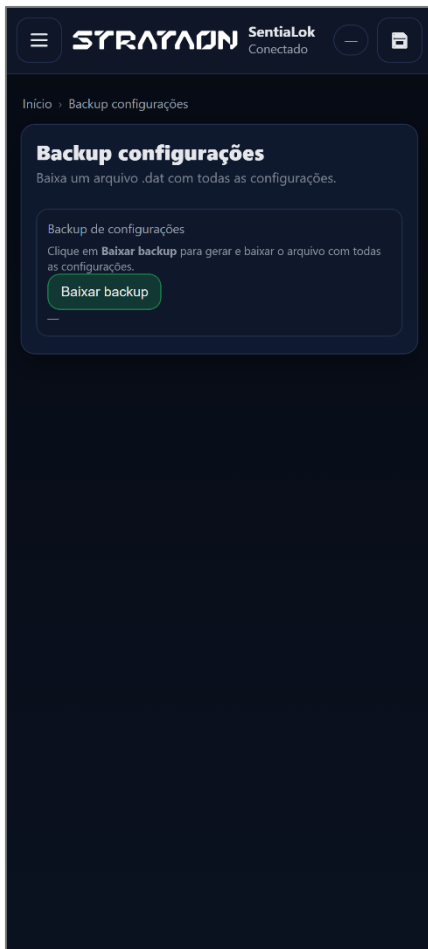 STRATAON
SentiaLok
Conectado
—
Início › Backup configurações
Backup configurações
Baixa um arquivo .dat com todas as configurações.
Backup de configurações
Clique em Baixar backup para gerar e baixar o arquivo com todas
as configurações.
Baixar backup
—